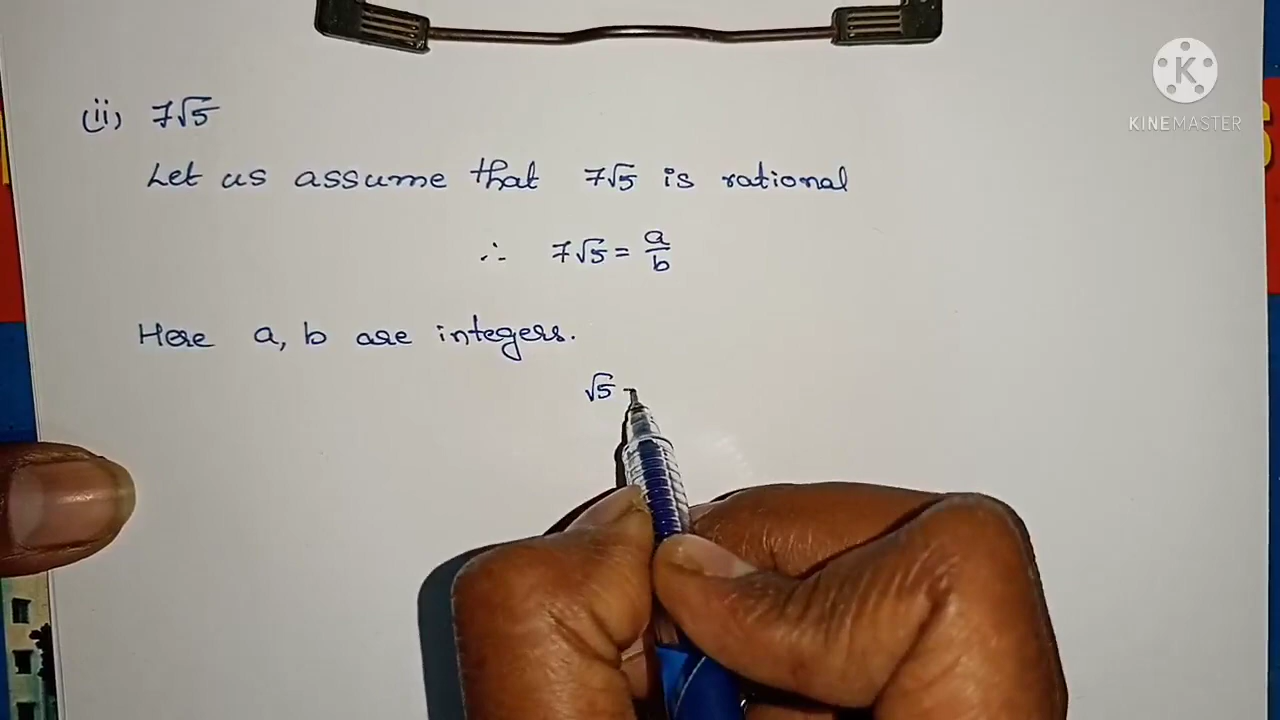 (ii) 7√5
K
KINEMASTER
Let us assume that 7√5 is rational
∴ 7√5 = a/b
Here a, b are integers.
√5 -